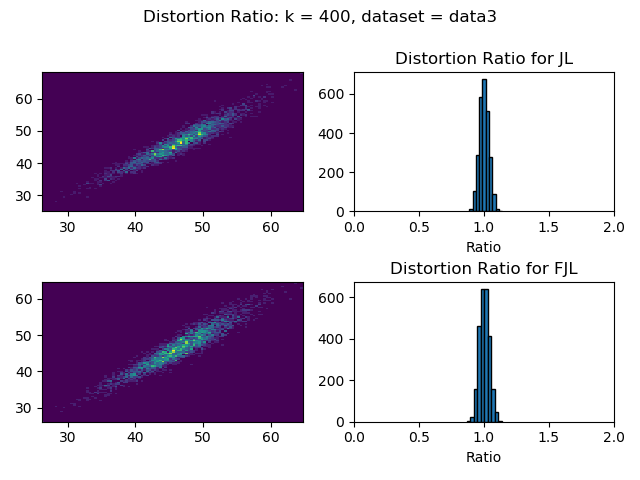 Distortion Ratio: k = 400, dataset = data3
Distortion Ratio for JL
60
50
40
30
30 40 50 60
600
400
200
0
0.0 0.5 1.0 1.5 2.0
Ratio
Distortion Ratio for FJL
60
50
40
30
30 40 50 60
600
400
200
0
0.0 0.5 1.0 1.5 2.0
Ratio